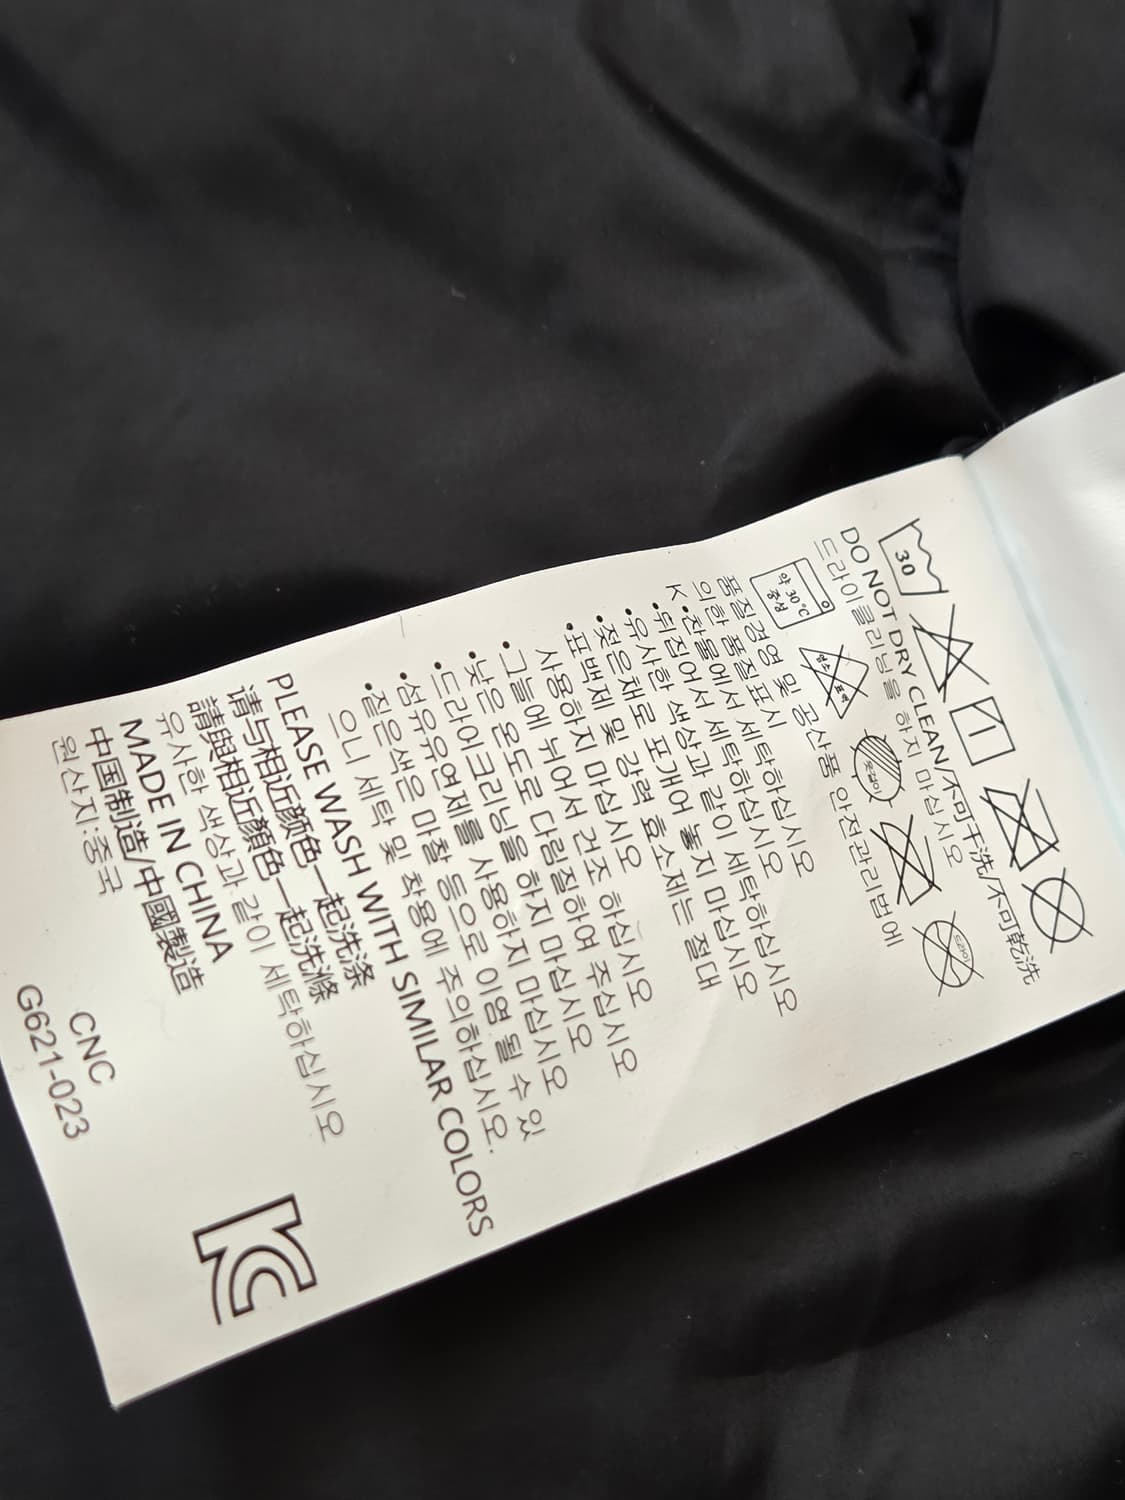 30
DO NOT DRY CLEAN/不可干洗/不可乾洗
드라이클리닝을 하지 마십시오
약 30℃
중성
염소 표백
옷걸이
드라이
품질경영 및 공산품 안전관리법에
의한 품질표시
K
•찬물에서 세탁하십시오
•뒤집어서 세탁하십시오
•유사한 색상과 같이 세탁하십시오
•젖은채로 포개어 놓지 마십시오
•표백제 및 강력 효소제는 절대
사용하지 마십시오
•그늘에 뉘어서 건조 하십시오
•낮은 온도로 다림질하여 주십시오
•드라이크리닝을 하지 마십시오
•섬유유연제를 사용하지 마십시오
•짙은색은 마찰 등으로 이염 될 수 있
으니 세탁 및 착용에 주의하십시오.
PLEASE WASH WITH SIMILAR COLORS
请与相近颜色一起洗涤
請與相近顏色一起洗滌
유사한 색상과 같이 세탁하십시오
MADE IN CHINA
中国制造/中國製造
원산지:중국
CNC
G621-023
KC